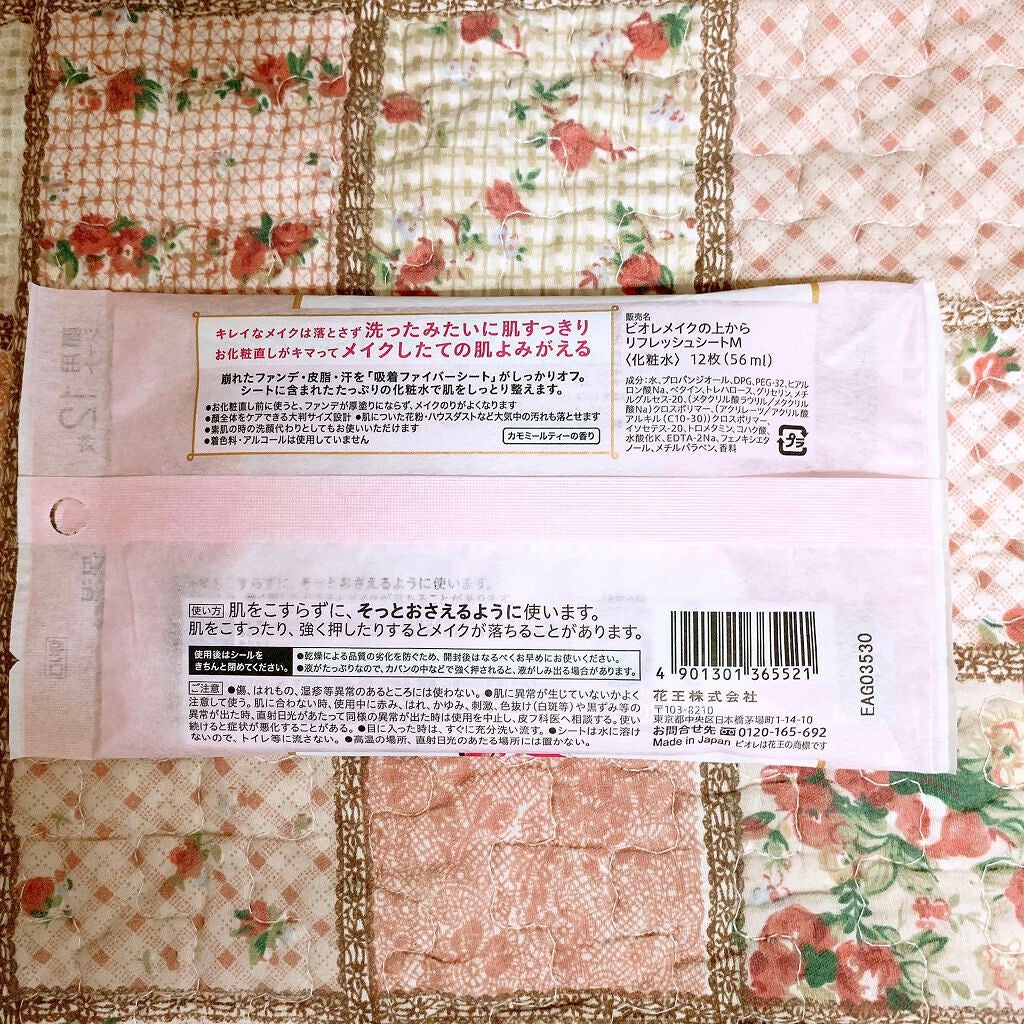 キレイなメイクは落とさず 洗ったみたいに肌すっきり
お化粧直しがキマってメイクしたての肌よみがえる
崩れたファンデ・皮脂・汗を「吸着ファイバーシート」がしっかりオフ。
シートに含まれたたっぷりの化粧水で肌をしっとり整えます。
●お化粧直し前に使うと、ファンデが厚塗りにならず、メイクのりがよくなります
●顔全体をケアできる大判サイズ設計 ●肌についた花粉・ハウスダストなど大気中の汚れも落とせます
●素肌の時の洗顔代わりとしてもお使いいただけます
●着色料・アルコールは使用していません
カモミールティーの香り
販売名
ビオレメイクの上から
リフレッシュシートM
〈化粧水〉 12枚(56ml)
成分:水、プロパンジオール、DPG、PEG-32、ヒアル
ロン酸Na、ベタイン、トレハロース、グリセリン、メチ
ルグルセス-20、(メタクリル酸ラウリル/メタクリル
酸Na)クロスポリマー、(アクリレーツ/アクリル酸
アルキル(C10-30))クロスポリマー、
イソセテス-20、トロメタミン、コハク酸、
水酸化K、EDTA-2Na、フェノキシエタ
ノール、メチルパラベン、香料
プラ
使い方 肌をこすらずに、そっとおさえるように使います。
肌をこすったり、強く押したりするとメイクが落ちることがあります。
使用後はシールを
きちんと閉めてください。
●乾燥による品質の劣化を防ぐため、開封後はなるべくお早めにお使いください。
●液がたっぷりなので、カバンの中などで強く押されると、液がしみ出る場合があります。
ご注意 ●傷、はれもの、湿疹等異常のあるところには使わない。●肌に異常が生じていないかよく
注意して使う。肌に合わない時、使用中に赤み、はれ、かゆみ、刺激、色抜け(白斑等)や黒ずみ等の
異常が出た時、直射日光があたって同様の異常が出た時は使用を中止し、皮フ科医へ相談する。使い
続けると症状が悪化することがある。●目に入った時は、すぐに充分洗い流す。●シートは水に溶け
ないので、トイレ等に流さない。●高温の場所、直射日光のあたる場所には置かない。
4 901301 365521
花王株式会社
〒103-8210
東京都中央区日本橋茅場町1-14-10
お問合せ先 0120-165-692
Made in Japan ビオレは花王の商標です
EAG03530